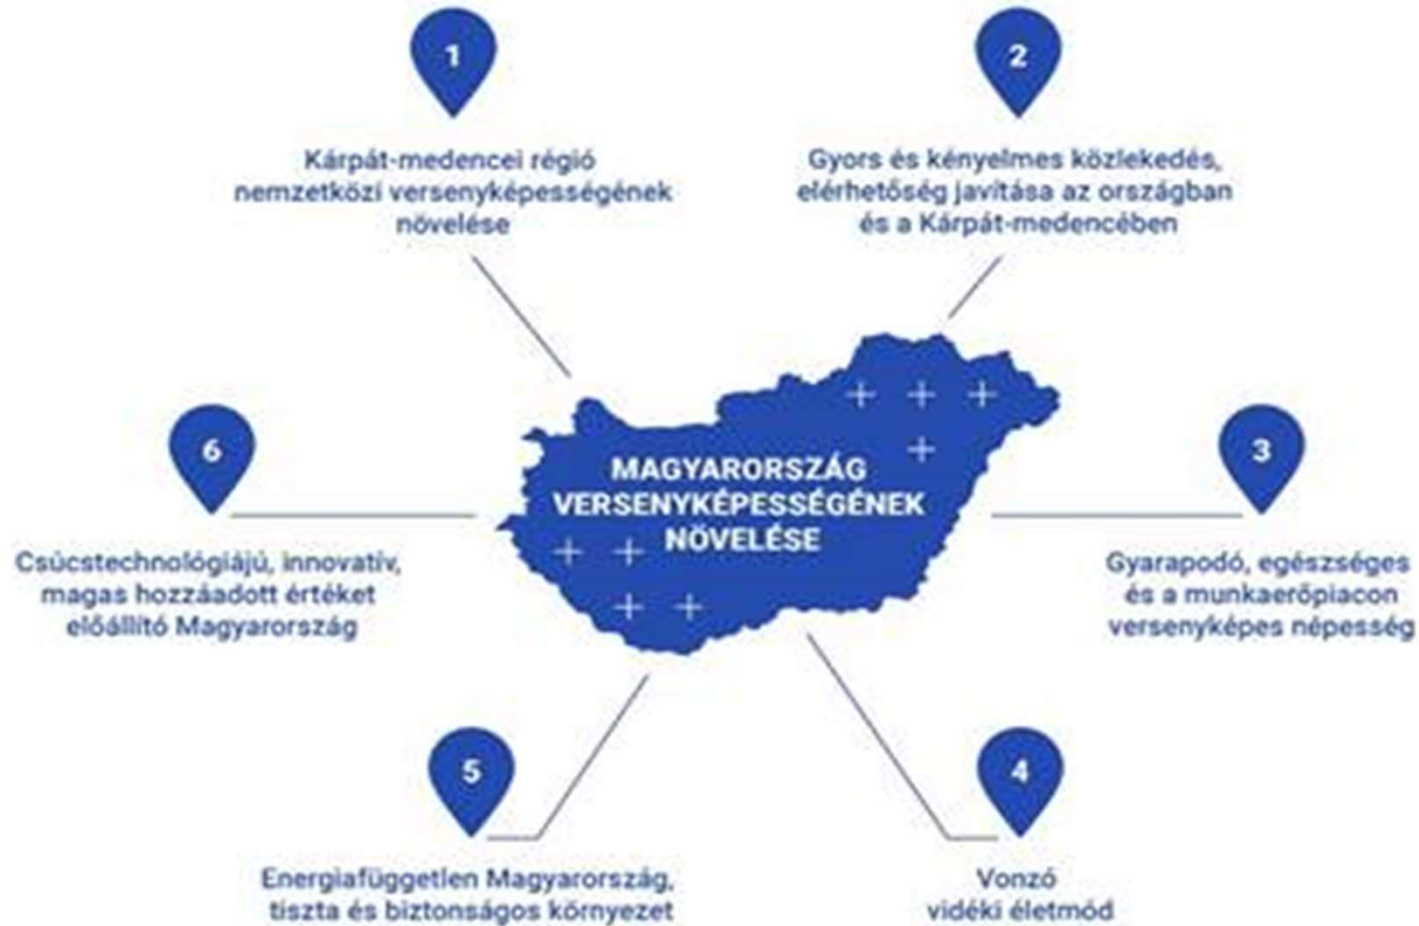 1
Kárpát-medencei régió
nemzetközi versenyképességének
növelése
2
Gyors és kényelmes közlekedés,
elérhetőség javítása az országban
és a Kárpát-medencében
MAGYARORSZÁG
VERSENYKÉPESSÉGÉNEK
NÖVELÉSE
3
Gyarapodó, egészséges
és a munkaerőpiacon
versenyképes népesség
4
Vonzó
vidéki életmód
5
Energiafüggetlen Magyarország,
tiszta és biztonságos környezet
6
Csúcstechnológiájú, innovatív,
magas hozzáadott értéket
előállító Magyarország